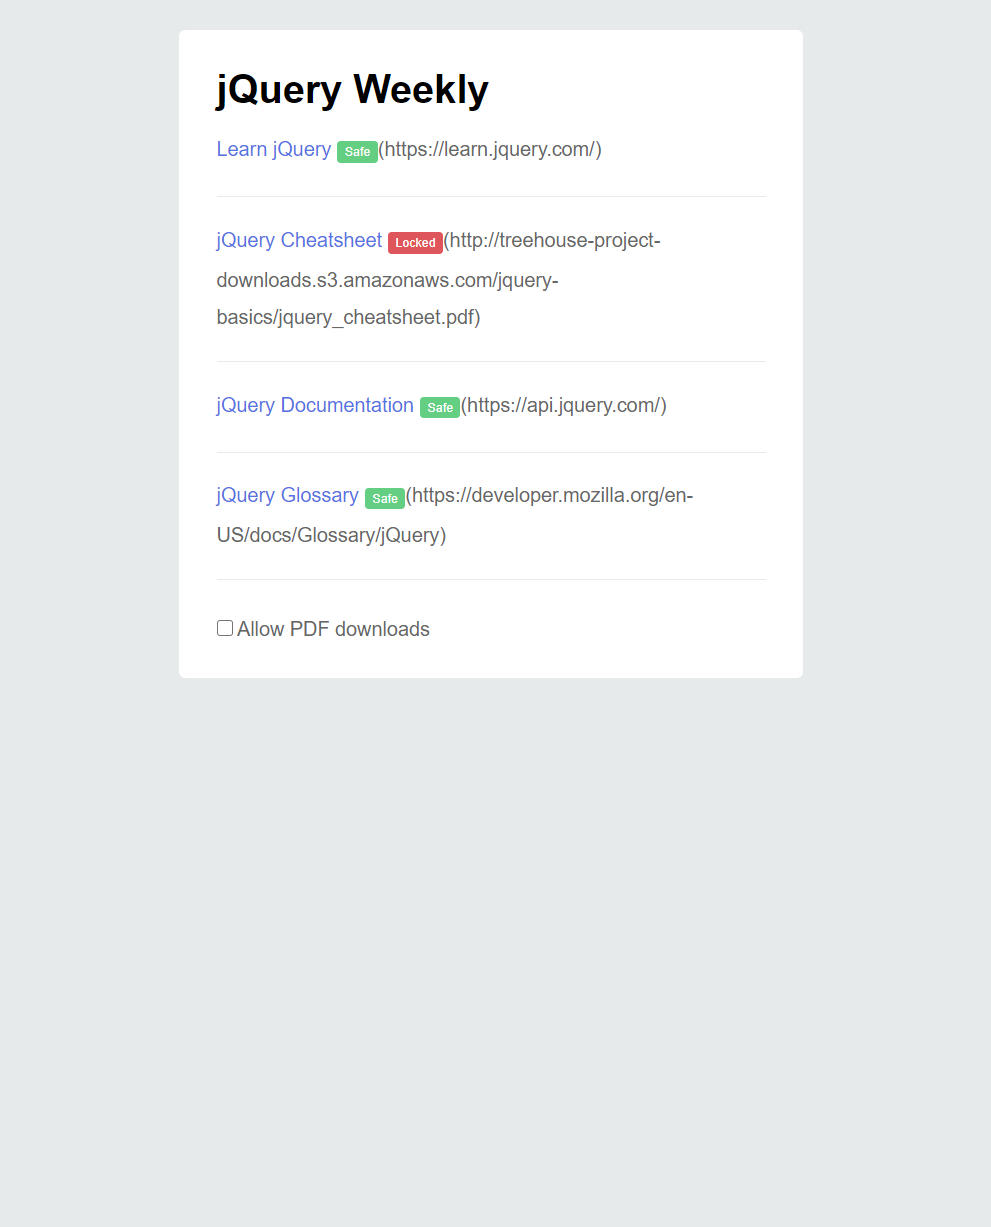 jQuery Weekly
Learn jQuery Safe(https://learn.jquery.com/)
jQuery Cheatsheet Locked(http://treehouse-project-
downloads.s3.amazonaws.com/jquery-
basics/jquery_cheatsheet.pdf)
jQuery Documentation Safe(https://api.jquery.com/)
jQuery Glossary Safe(https://developer.mozilla.org/en-
US/docs/Glossary/jQuery)
Allow PDF downloads